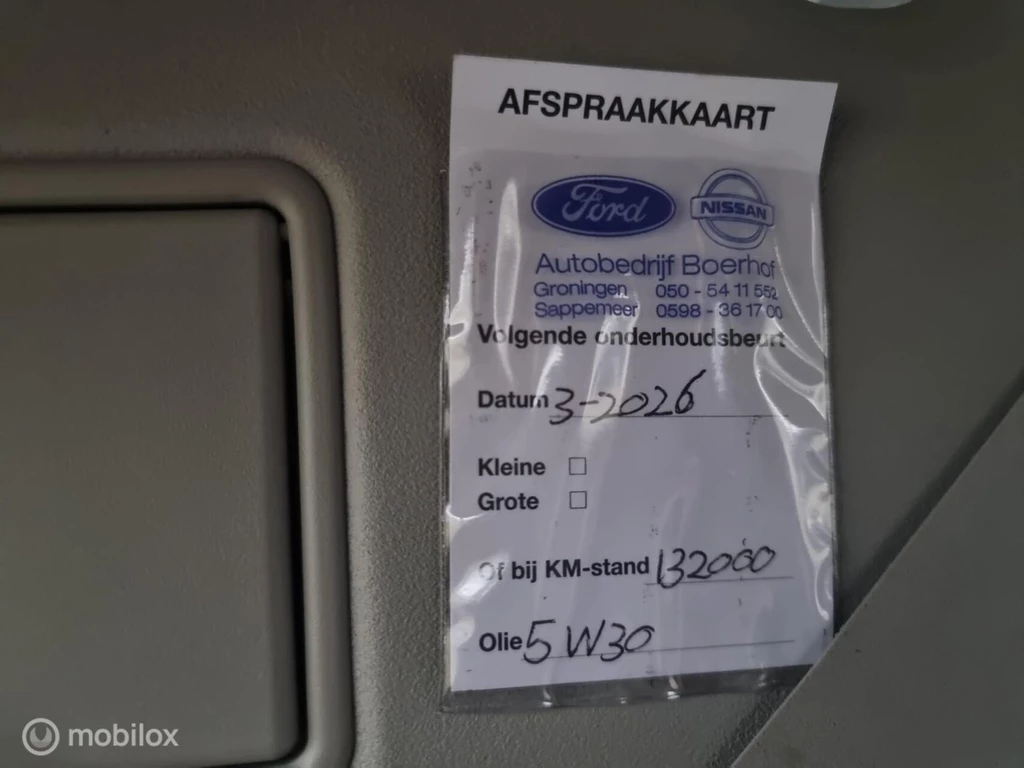 AFSPRAAKKAART
Ford NISSAN
Autobedrijf Boerhof
Groningen 050 - 54 11 552
Sappemeer 0598 - 36 17 00
Volgende onderhoudsbeurt
Datum 3-2026
Kleine
Grote
Of bij KM-stand 132000
Olie 5W30
mobilox